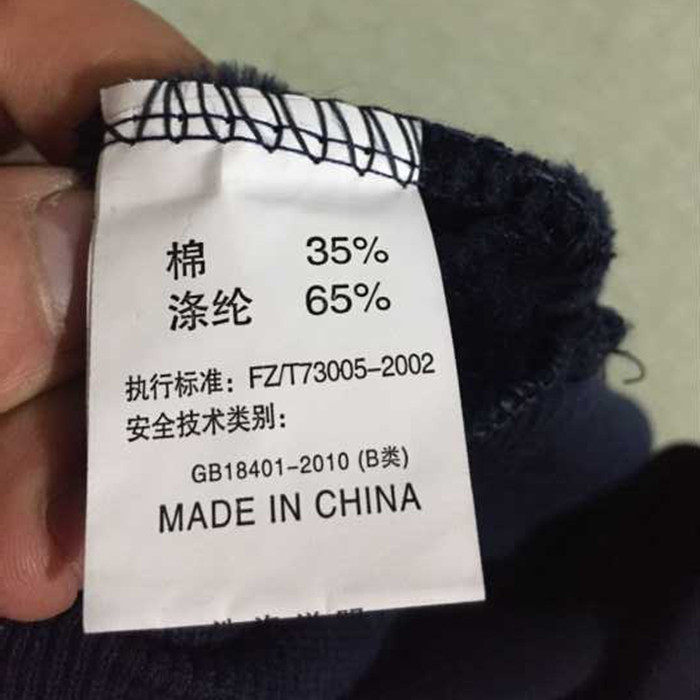 棉 35%
涤纶 65%
执行标准: FZ/T73005-2002
安全技术类别:
GB18401-2010 (B类)
MADE IN CHINA